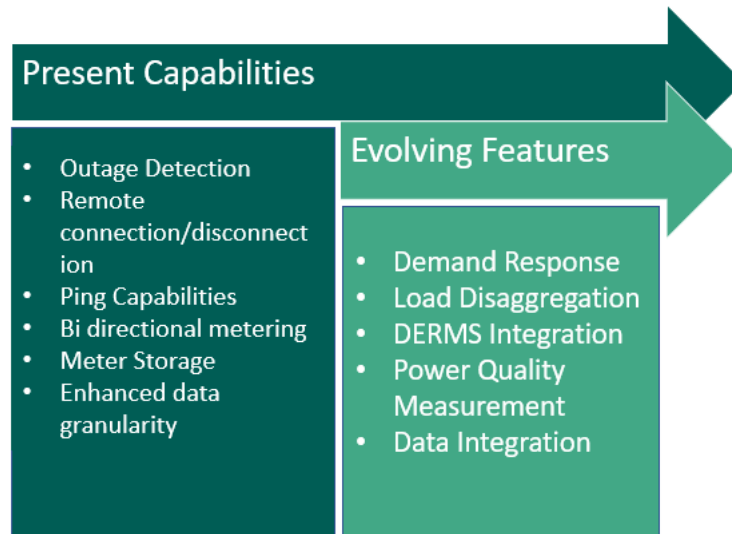 Present Capabilities
• Outage Detection
• Remote
connection/disconnect
ion
• Ping Capabilities
• Bi directional metering
• Meter Storage
• Enhanced data
granularity
Evolving Features
• Demand Response
• Load Disaggregation
• DERMS Integration
• Power Quality
Measurement
• Data Integration